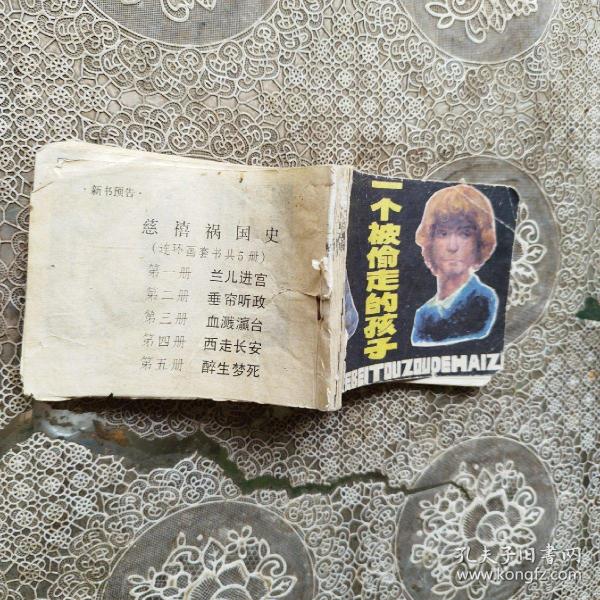 ·新书预告·
慈禧祸国史
(连环画套书共5册)
第一册 兰儿进宫
第二册 垂帘听政
第三册 血溅瀛台
第四册 西走长安
第五册 醉生梦死
一个被偷走的孩子
EBEITOUZOUDEHAIZ
孔夫子旧书网
www.kongfz.com